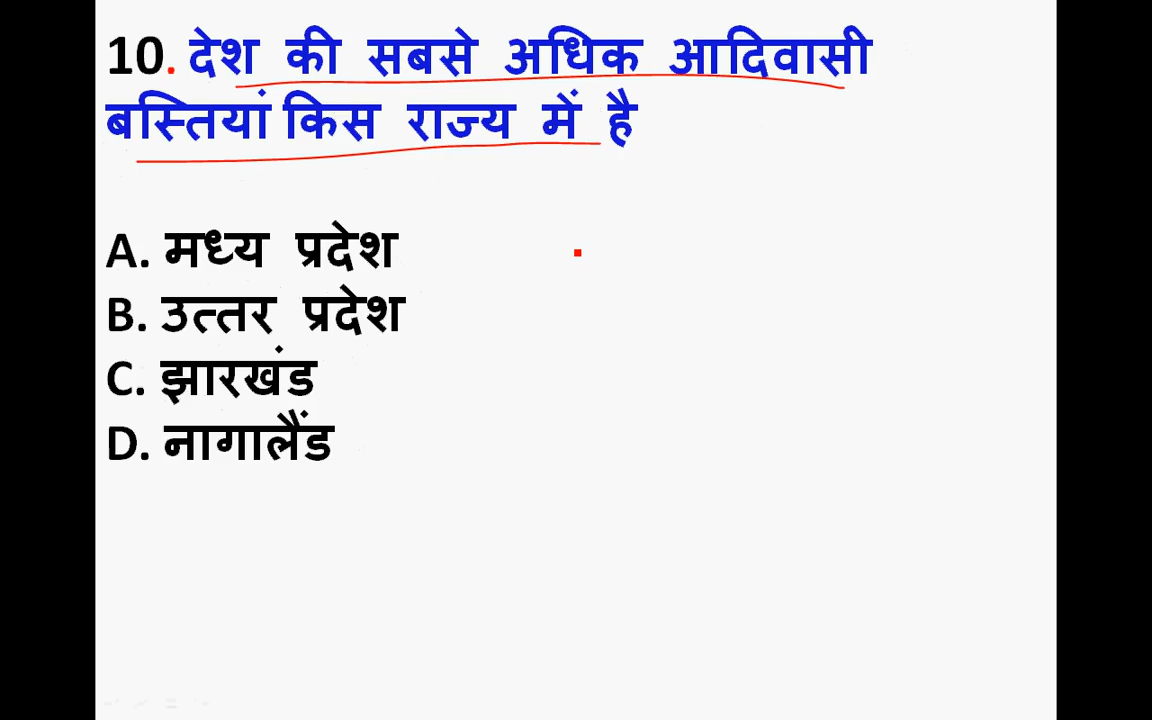 10. देश की सबसे अधिक आदिवासी
बस्तियां किस राज्य में है
A. मध्य प्रदेश
B. उत्तर प्रदेश
C. झारखंड
D. नागालैंड